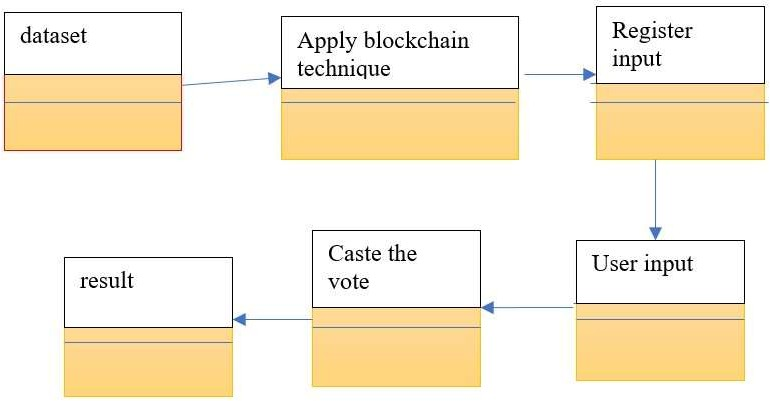 dataset
Apply blockchain
technique
Register
input
User input
Caste the
vote
result